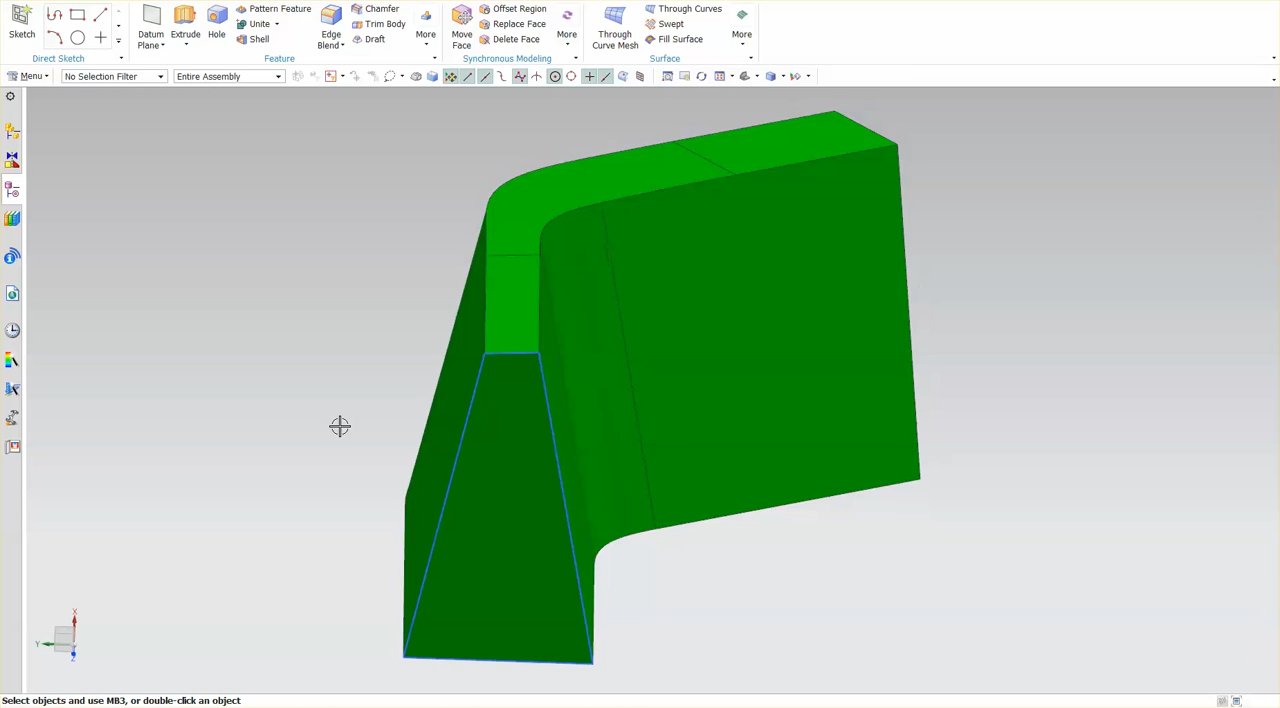 Sketch
Direct Sketch
Datum Plane
Extrude
Hole
Pattern Feature
Unite
Shell
Edge Blend
Chamfer
Trim Body
Draft
More
Feature
Move Face
Offset Region
Replace Face
Delete Face
More
Synchronous Modeling
Through Curve Mesh
Through Curves
Swept
Fill Surface
More
Surface
Menu
No Selection Filter
Entire Assembly
X
Y
Z
Select objects and use MB3, or double-click an object